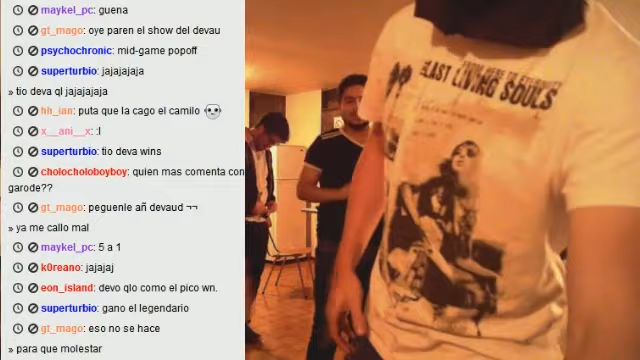 maykel_pc: guena
gt_mago: oye paren el show del devau
psychochronic: mid-game popoff
superturbio: jajajajaja
» tio deva ql jajajajaja
hh_ian: puta que la cago el camilo
x__ani__x: :l
superturbio: tio deva wins
cholocholoboyboy: quien mas comenta con
garode??
gt_mago: peguenle añ devaud ¬¬
» ya me callo mal
maykel_pc: 5 a 1
k0reano: jajajaj
eon_island: devo qlo como el pico wn.
superturbio: gano el legendario
gt_mago: eso no se hace
» para que molestar
LAST LIVING SOULS